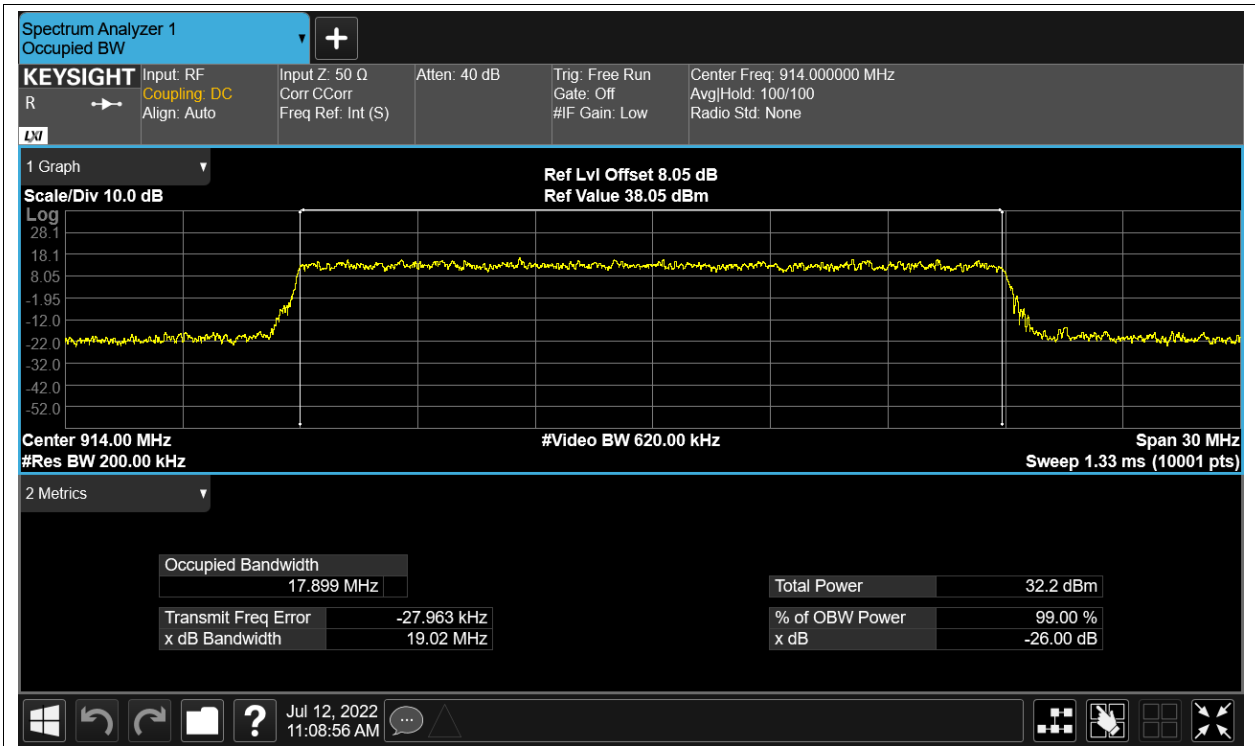 Spectrum Analyzer 1
Occupied BW
KEYSIGHT
R
LXI
Input: RF
Coupling: DC
Align: Auto
Input Z: 50 Ω
Corr CCorr
Freq Ref: Int (S)
Atten: 40 dB
Trig: Free Run
Gate: Off
#IF Gain: Low
Center Freq: 914.000000 MHz
Avg|Hold: 100/100
Radio Std: None
1 Graph
Ref Lvl Offset 8.05 dB
Scale/Div 10.0 dB
Ref Value 38.05 dBm
Log
28.1
18.1
8.05
-1.95
-12.0
-22.0
-32.0
-42.0
-52.0
Center 914.00 MHz
#Video BW 620.00 kHz
Span 30 MHz
#Res BW 200.00 kHz
Sweep 1.33 ms (10001 pts)
2 Metrics
Occupied Bandwidth
17.899 MHz
Total Power 32.2 dBm
Transmit Freq Error -27.963 kHz
% of OBW Power 99.00 %
x dB Bandwidth 19.02 MHz
x dB -26.00 dB
?
Jul 12, 2022
11:08:56 AM